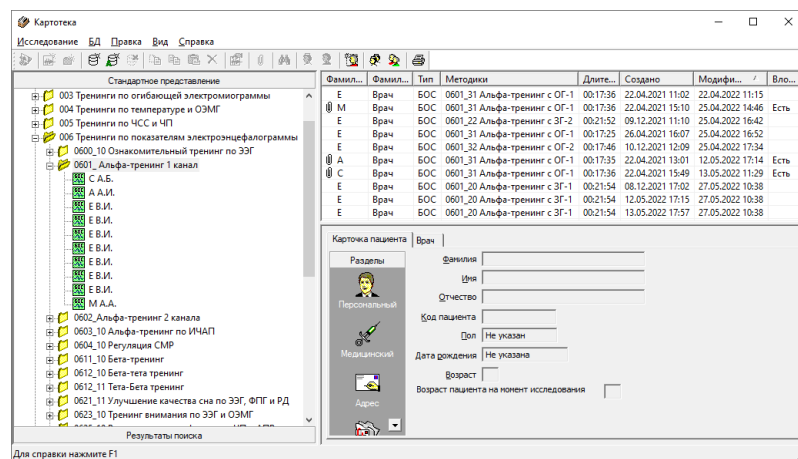 Картотека
Исследование БД Правка Вид Справка
Стандартное представление
003 Тренинги по огибающей электромиограммы
004 Тренинги по температуре и ОЭМГ
005 Тренинги по ЧСС и ЧП
006 Тренинги по показателям электроэнцефалограммы
0600_10 Ознакомительный тренинг по ЭЭГ
0601_ Альфа-тренинг 1 канал
С А.Б.
А А.И.
Е В.И.
Е В.И.
Е В.И.
Е В.И.
Е В.И.
Е В.И.
Е В.И.
М А.А.
0602_Альфа-тренинг 2 канала
0603_10 Альфа-тренинг по ИЧАП
0604_10 Регуляция СМР
0611_10 Бета-тренинг
0612_10 Бета-тета тренинг
0612_11 Тета-Бета тренинг
0621_11 Улучшение качества сна по ЭЭГ, ФПГ и РД
0623_10 Тренинг внимания по ЭЭГ и ОЭМГ
Результаты поиска
Фамил... Фамил... Тип Методики Длите... Создано Модифи... Вло...
Е Врач БОС 0601_31 Альфа-тренинг с ОГ-1 00:17:36 22.04.2021 11:02 22.04.2022 11:15
М Врач БОС 0601_31 Альфа-тренинг с ОГ-1 00:17:36 22.04.2022 15:10 25.04.2022 14:46 Есть
Е Врач БОС 0601_22 Альфа-тренинг с ЗГ-2 00:21:52 09.12.2021 11:10 25.04.2022 16:42
Е Врач БОС 0601_31 Альфа-тренинг с ОГ-1 00:17:25 26.04.2021 16:07 25.04.2022 16:52
Е Врач БОС 0601_32 Альфа-тренинг с ОГ-2 00:17:46 10.12.2021 12:09 25.04.2022 17:34
А Врач БОС 0601_31 Альфа-тренинг с ОГ-1 00:17:35 22.04.2021 13:01 12.05.2022 17:14 Есть
С Врач БОС 0601_31 Альфа-тренинг с ОГ-1 00:17:36 22.04.2021 15:49 13.05.2022 11:29 Есть
Е Врач БОС 0601_20 Альфа-тренинг с ЗГ-1 00:21:54 08.12.2021 17:02 27.05.2022 10:38
Е Врач БОС 0601_20 Альфа-тренинг с ЗГ-1 00:21:54 12.05.2022 17:15 27.05.2022 10:38
Е Врач БОС 0601_20 Альфа-тренинг с ЗГ-1 00:21:54 13.05.2022 17:57 27.05.2022 10:38
Карточка пациента Врач
Разделы
Персональный
Медицинский
Адрес
Фамилия
Имя
Отчество
Код пациента
Пол Не указан
Дата рождения Не указана
Возраст
Возраст пациента на момент исследования
Для справки нажмите F1